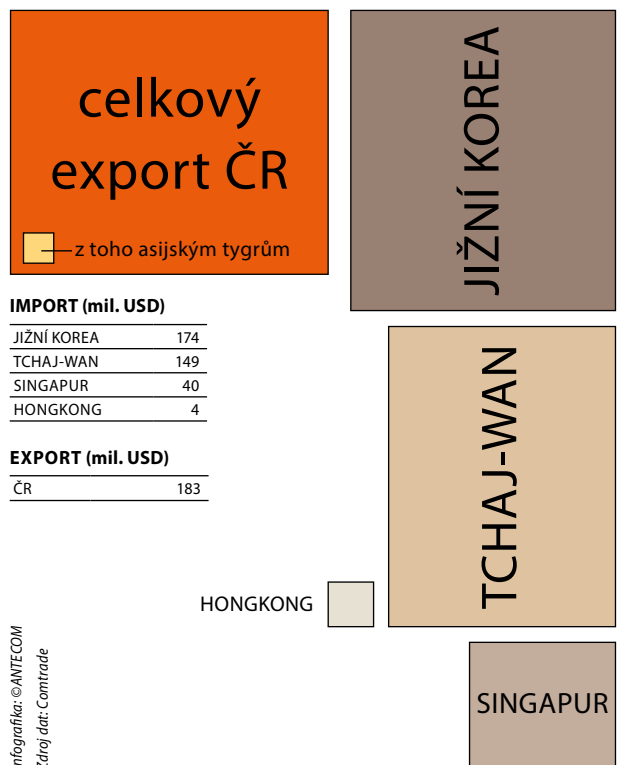 celkový
export ČR
z toho asijským tygrům
JIŽNÍ KOREA
IMPORT (mil. USD)
JIŽNÍ KOREA 174
TCHAJ-WAN 149
SINGAPUR 40
HONGKONG 4
EXPORT (mil. USD)
ČR 183
TCHAJ-WAN
HONGKONG
SINGAPUR
Infografika: ©ANTECOM
Zdroj dat: Comtrade